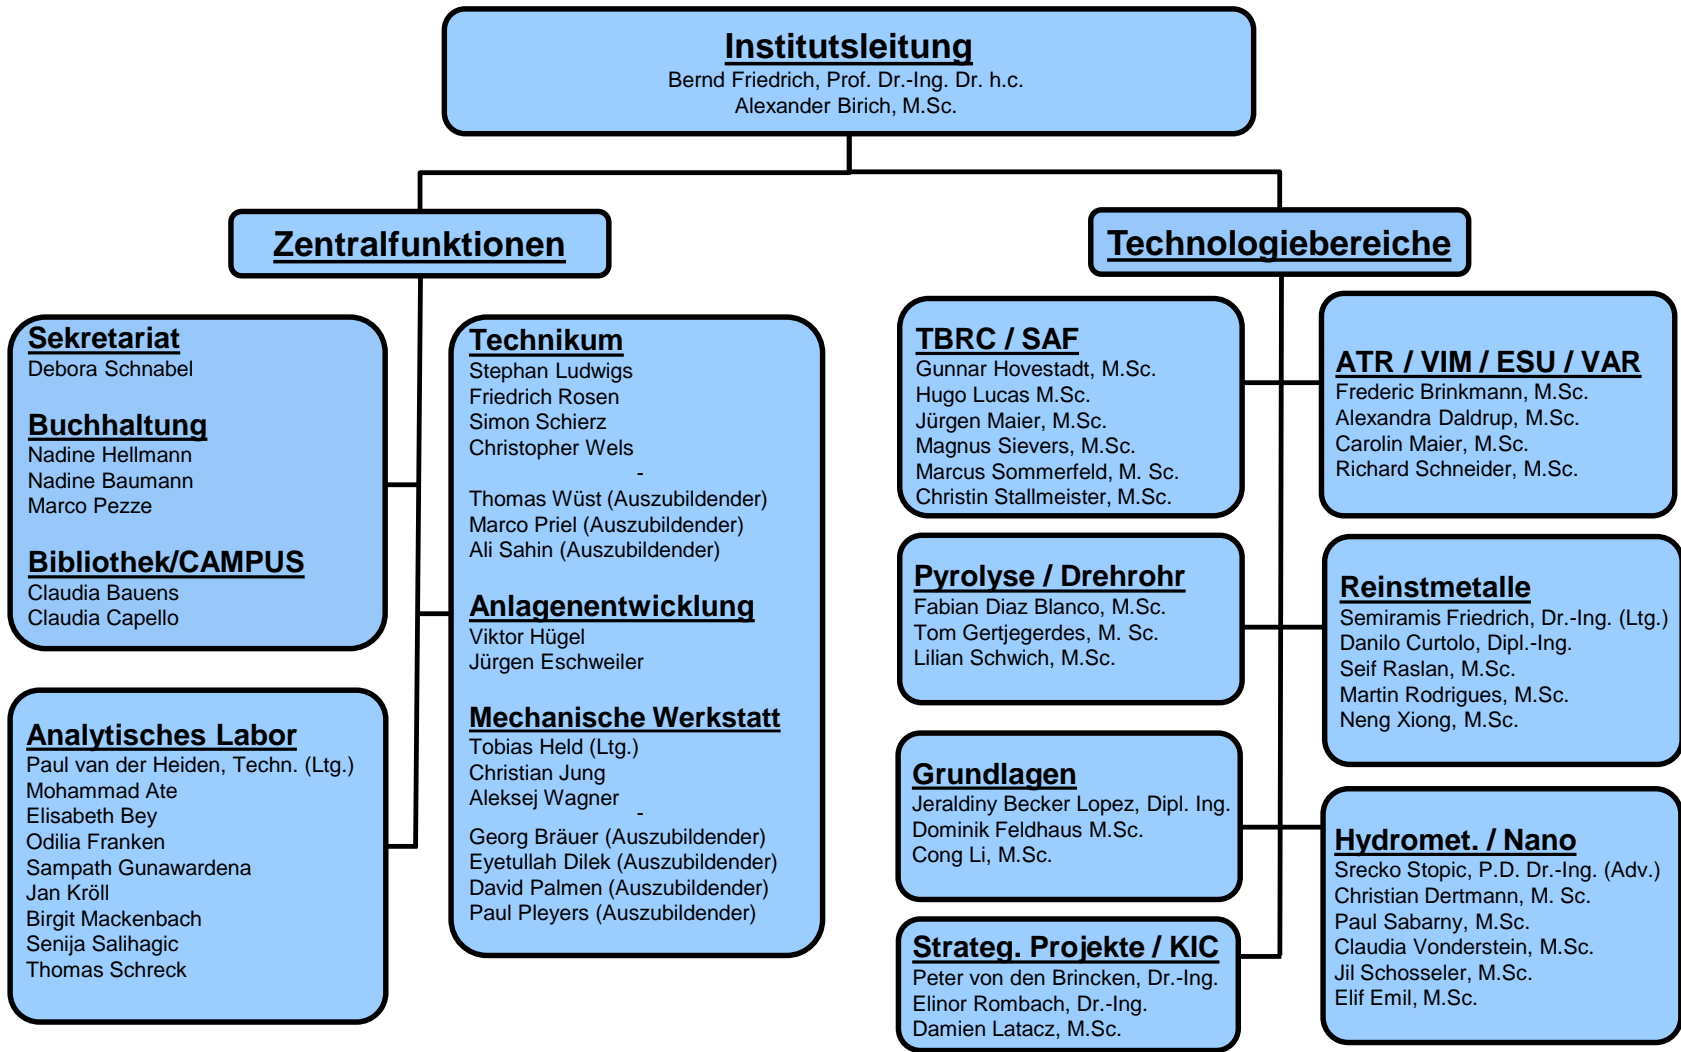 Institutsleitung
Bernd Friedrich, Prof. Dr.-Ing. Dr. h.c.
Alexander Birich, M.Sc.
Zentralfunktionen
Sekretariat
Debora Schnabel
Buchhaltung
Nadine Hellmann
Nadine Baumann
Marco Pezze
Bibliothek/CAMPUS
Claudia Bauens
Claudia Capello
Analytisches Labor
Paul van der Heiden, Techn. (Ltg.)
Mohammad Ate
Elisabeth Bey
Odilia Franken
Sampath Gunawardena
Jan Kröll
Birgit Mackenbach
Senija Salihagic
Thomas Schreck
Technikum
Stephan Ludwigs
Friedrich Rosen
Simon Schierz
Christopher Wels
-
Thomas Wüst (Auszubildender)
Marco Priel (Auszubildender)
Ali Sahin (Auszubildender)
Anlagenentwicklung
Viktor Hügel
Jürgen Eschweiler
Mechanische Werkstatt
Tobias Held (Ltg.)
Christian Jung
Aleksej Wagner
-
Georg Bräuer (Auszubildender)
Eyetullah Dilek (Auszubildender)
David Palmen (Auszubildender)
Paul Pleyers (Auszubildender)
Technologiebereiche
TBRC / SAF
Gunnar Hovestadt, M.Sc.
Hugo Lucas M.Sc.
Jürgen Maier, M.Sc.
Magnus Sievers, M.Sc.
Marcus Sommerfeld, M. Sc.
Christin Stallmeister, M.Sc.
ATR / VIM / ESU / VAR
Frederic Brinkmann, M.Sc.
Alexandra Daldrup, M.Sc.
Carolin Maier, M.Sc.
Richard Schneider, M.Sc.
Pyrolyse / Drehrohr
Fabian Diaz Blanco, M.Sc.
Tom Gertjegerdes, M. Sc.
Lilian Schwich, M.Sc.
Reinstmetalle
Semiramis Friedrich, Dr.-Ing. (Ltg.)
Danilo Curtolo, Dipl.-Ing.
Seif Raslan, M.Sc.
Martin Rodrigues, M.Sc.
Neng Xiong, M.Sc.
Grundlagen
Jeraldiny Becker Lopez, Dipl. Ing.
Dominik Feldhaus M.Sc.
Cong Li, M.Sc.
Hydromet. / Nano
Srecko Stopic, P.D. Dr.-Ing. (Adv.)
Christian Dertmann, M. Sc.
Paul Sabarny, M.Sc.
Claudia Vonderstein, M.Sc.
Jil Schosseler, M.Sc.
Elif Emil, M.Sc.
Strateg. Projekte / KIC
Peter von den Brincken, Dr.-Ing.
Elinor Rombach, Dr.-Ing.
Damien Latacz, M.Sc.